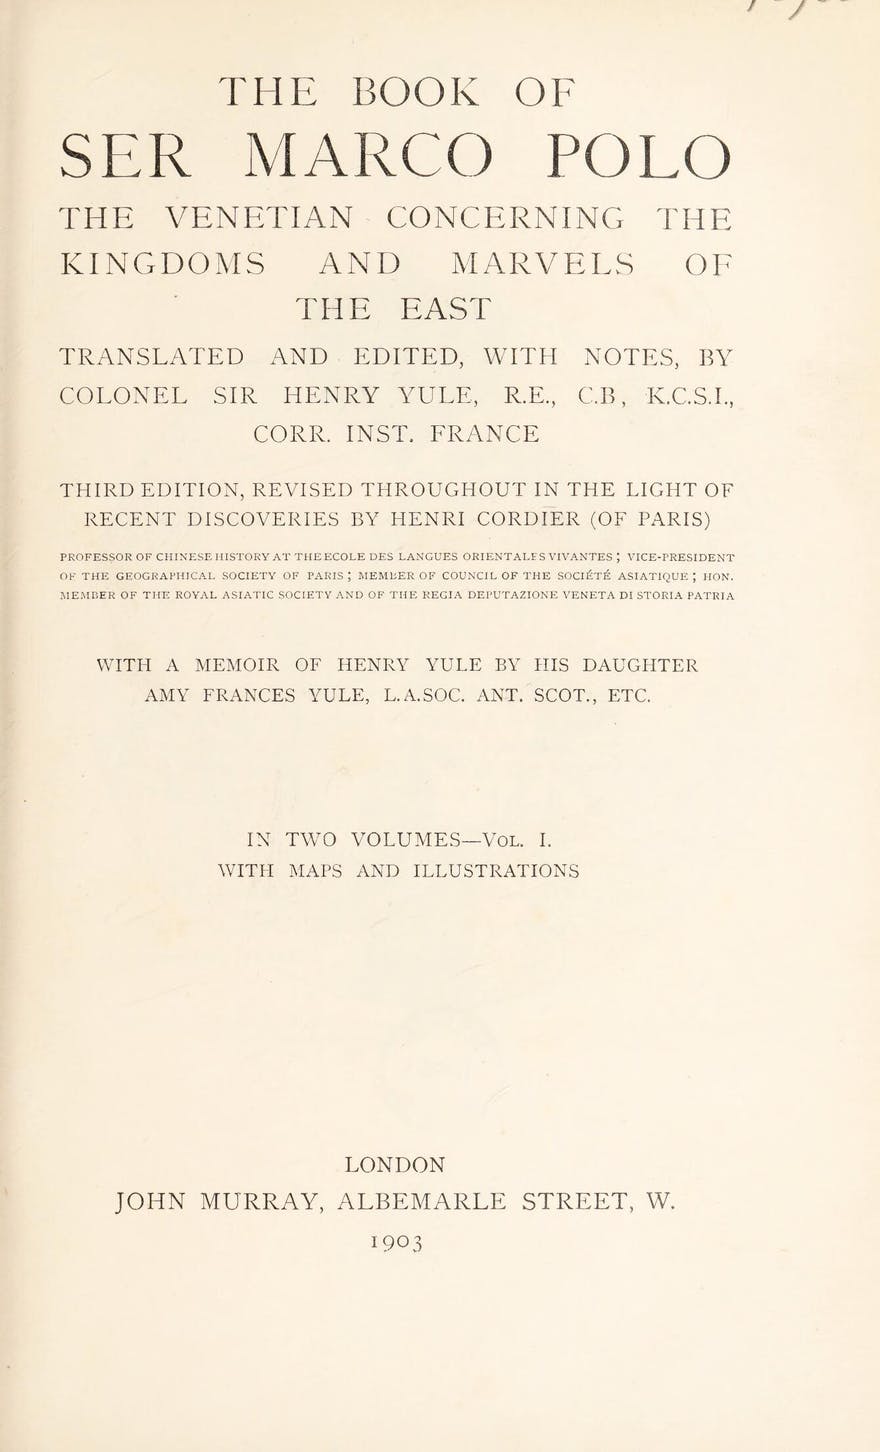 THE BOOK OF
SER MARCO POLO
THE VENETIAN CONCERNING THE
KINGDOMS AND MARVELS OF
THE EAST
TRANSLATED AND EDITED, WITH NOTES, BY
COLONEL SIR HENRY YULE, R.E., C.B, K.C.S.I.,
CORR. INST. FRANCE
THIRD EDITION, REVISED THROUGHOUT IN THE LIGHT OF
RECENT DISCOVERIES BY HENRI CORDIER (OF PARIS)
PROFESSOR OF CHINESE HISTORY AT THE ECOLE DES LANGUES ORIENTALES VIVANTES; VICE-PRESIDENT
OF THE GEOGRAPHICAL SOCIETY OF PARIS; MEMBER OF COUNCIL OF THE SOCIÉTÉ ASIATIQUE; HON.
MEMBER OF THE ROYAL ASIATIC SOCIETY AND OF THE REGIA DEPUTAZIONE VENETA DI STORIA PATRIA
WITH A MEMOIR OF HENRY YULE BY HIS DAUGHTER
AMY FRANCES YULE, L.A.SOC. ANT. SCOT., ETC.
IN TWO VOLUMES—VOL. I.
WITH MAPS AND ILLUSTRATIONS
LONDON
JOHN MURRAY, ALBEMARLE STREET, W.
1903